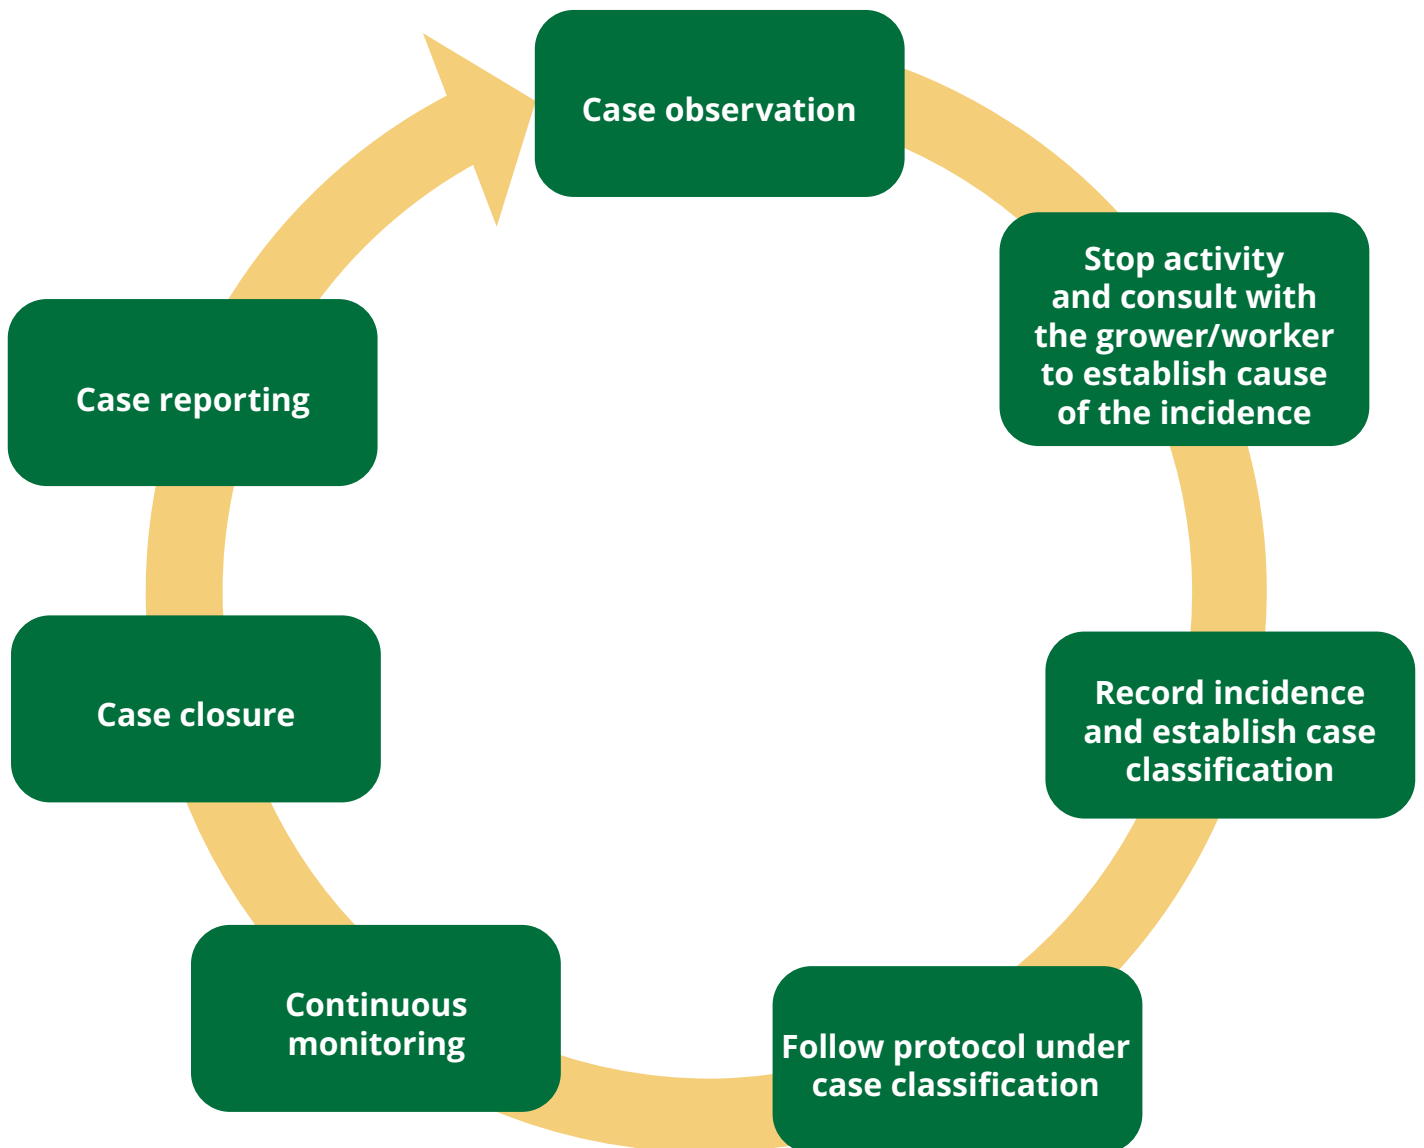 Case observation
Stop activity
and consult with
the grower/worker
to establish cause
of the incidence
Record incidence
and establish case
classification
Follow protocol under
case classification
Continuous
monitoring
Case closure
Case reporting